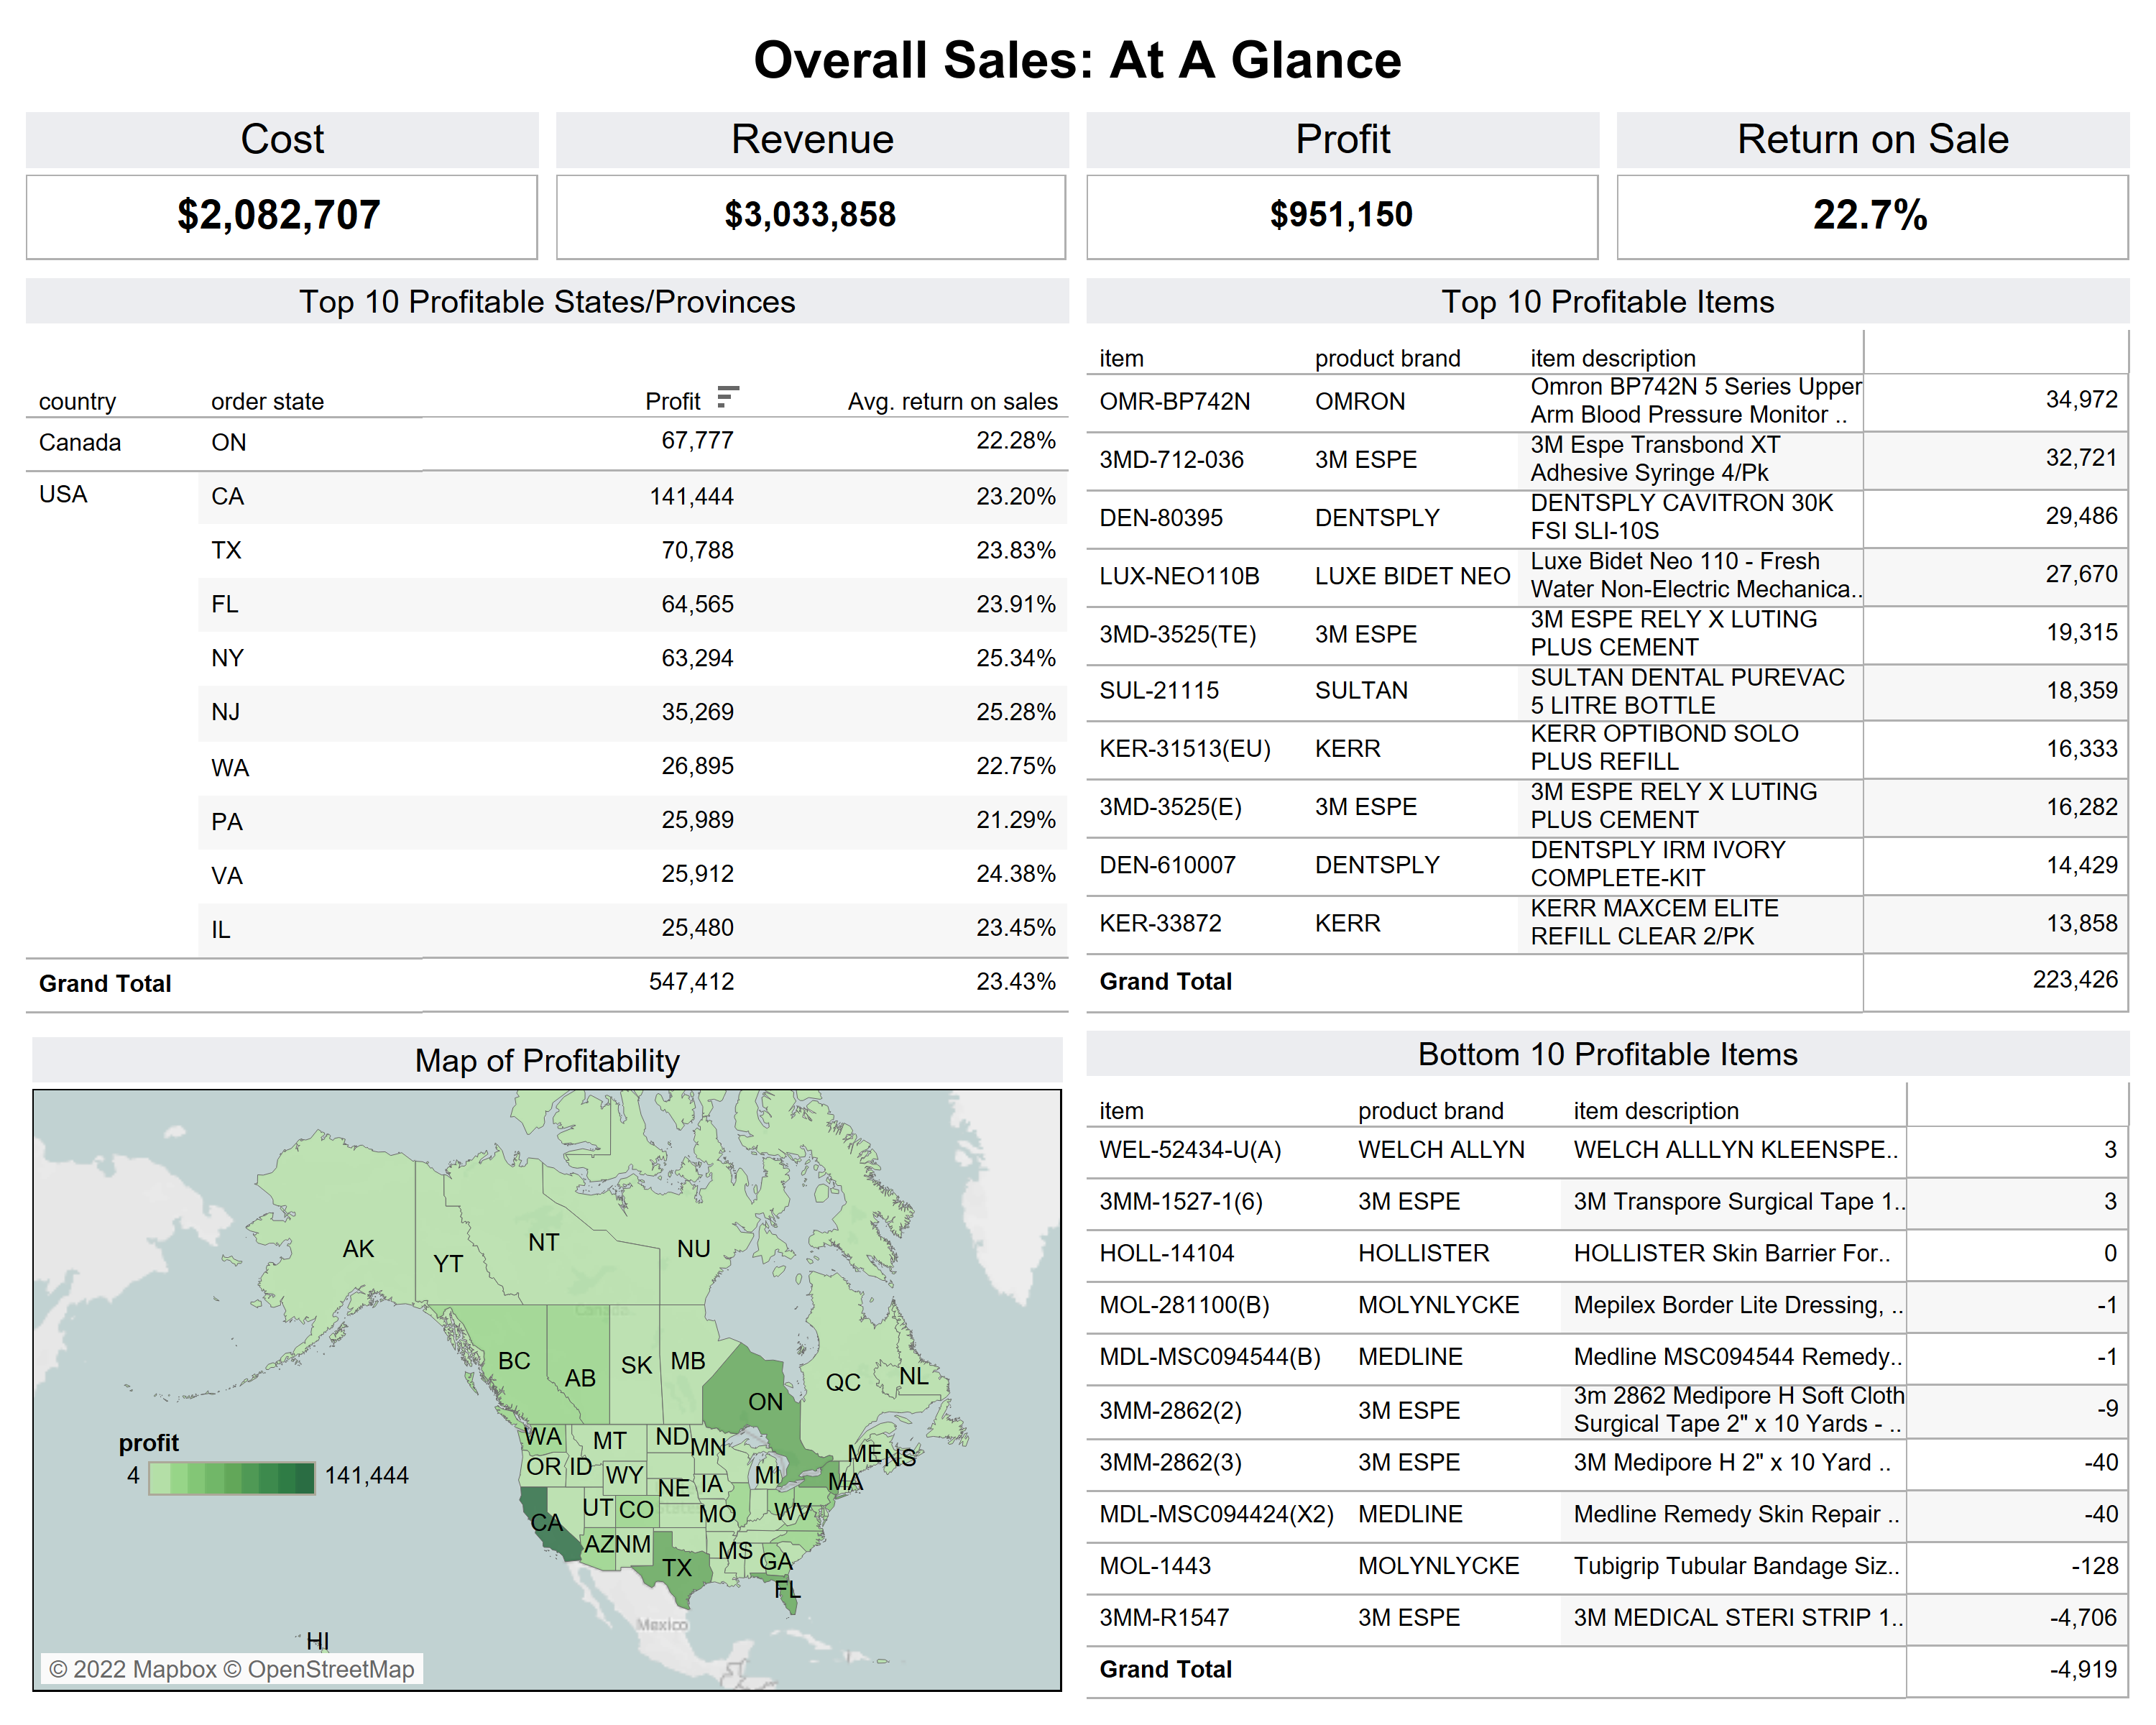 Overall Sales: At A Glance
Cost
Revenue
Profit
Return on Sale
$2,082,707
$3,033,858
$951,150
22.7%
Top 10 Profitable States/Provinces
country order state Profit Avg. return on sales
Canada ON 67,777 22.28%
USA CA 141,444 23.20%
TX 70,788 23.83%
FL 64,565 23.91%
NY 63,294 25.34%
NJ 35,269 25.28%
WA 26,895 22.75%
PA 25,989 21.29%
VA 25,912 24.38%
IL 25,480 23.45%
Grand Total 547,412 23.43%
Top 10 Profitable Items
item product brand item description
OMR-BP742N OMRON Omron BP742N 5 Series Upper
Arm Blood Pressure Monitor .. 34,972
3MD-712-036 3M ESPE 3M Espe Transbond XT
Adhesive Syringe 4/Pk 32,721
DEN-80395 DENTSPLY DENTSPLY CAVITRON 30K
FSI SLI-10S 29,486
LUX-NEO110B LUXE BIDET NEO Luxe Bidet Neo 110 - Fresh
Water Non-Electric Mechanica.. 27,670
3MD-3525(TE) 3M ESPE 3M ESPE RELY X LUTING
PLUS CEMENT 19,315
SUL-21115 SULTAN SULTAN DENTAL PUREVAC
5 LITRE BOTTLE 18,359
KER-31513(EU) KERR KERR OPTIBOND SOLO
PLUS REFILL 16,333
3MD-3525(E) 3M ESPE 3M ESPE RELY X LUTING
PLUS CEMENT 16,282
DEN-610007 DENTSPLY DENTSPLY IRM IVORY
COMPLETE-KIT 14,429
KER-33872 KERR KERR MAXCEM ELITE
REFILL CLEAR 2/PK 13,858
Grand Total 223,426
Map of Profitability
AK
YT
NT
NU
Canada
BC
AB
SK
MB
ON
QC
NL
WA
MT
ND
MN
ME
NS
OR
ID
WY
NE
IA
MI
MA
UT
CO
MO
WV
CA
AZ
NM
TX
MS
GA
FL
HI
Mexico
profit
4 141,444
© 2022 Mapbox © OpenStreetMap
Bottom 10 Profitable Items
item product brand item description
WEL-52434-U(A) WELCH ALLYN WELCH ALLLYN KLEENSPE.. 3
3MM-1527-1(6) 3M ESPE 3M Transpore Surgical Tape 1.. 3
HOLL-14104 HOLLISTER HOLLISTER Skin Barrier For.. 0
MOL-281100(B) MOLYNLYCKE Mepilex Border Lite Dressing, .. -1
MDL-MSC094544(B) MEDLINE Medline MSC094544 Remedy.. -1
3MM-2862(2) 3M ESPE 3m 2862 Medipore H Soft Cloth
Surgical Tape 2" x 10 Yards - .. -9
3MM-2862(3) 3M ESPE 3M Medipore H 2" x 10 Yard .. -40
MDL-MSC094424(X2) MEDLINE Medline Remedy Skin Repair .. -40
MOL-1443 MOLYNLYCKE Tubigrip Tubular Bandage Siz.. -128
3MM-R1547 3M ESPE 3M MEDICAL STERI STRIP 1.. -4,706
Grand Total -4,919